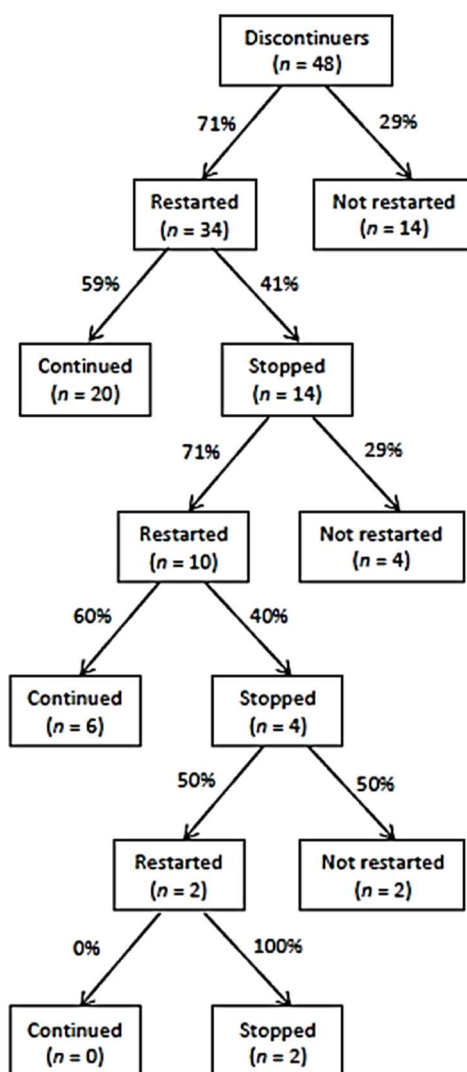 Discontinuers
(n = 48)
71%
29%
Restarted
(n = 34)
Not restarted
(n = 14)
59%
41%
Continued
(n = 20)
Stopped
(n = 14)
71%
29%
Restarted
(n = 10)
Not restarted
(n = 4)
60%
40%
Continued
(n = 6)
Stopped
(n = 4)
50%
50%
Restarted
(n = 2)
Not restarted
(n = 2)
0%
100%
Continued
(n = 0)
Stopped
(n = 2)